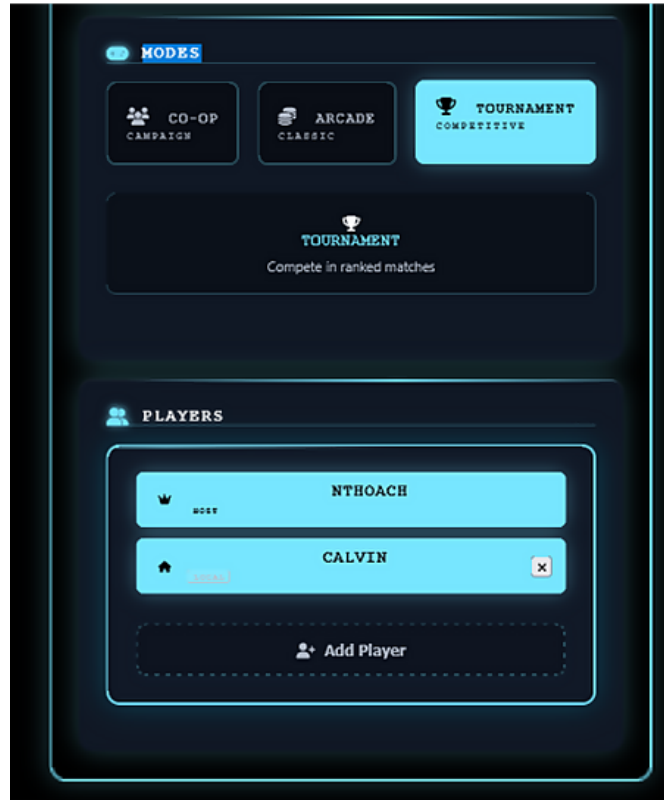 MODES
CO-OP
CAMPAIGN
ARCADE
CLASSIC
TOURNAMENT
COMPETITIVE
TOURNAMENT
Compete in ranked matches
PLAYERS
NTHOACH
HOST
CALVIN
Add Player